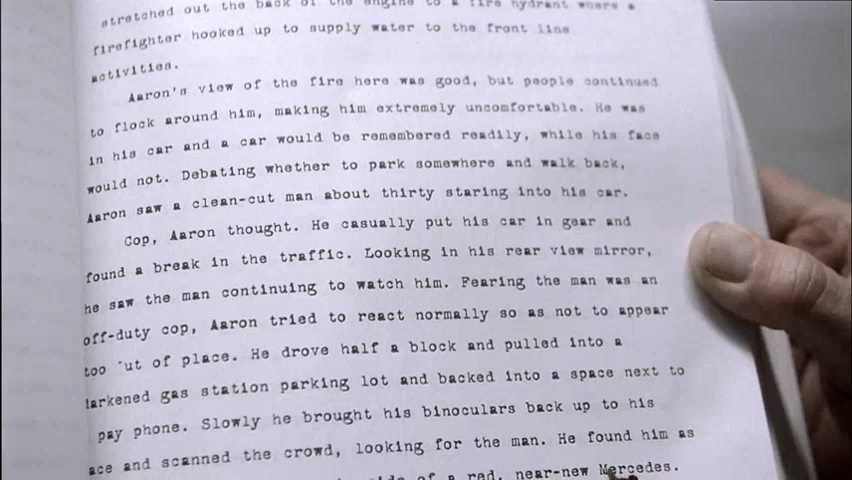 stretched out the back of the engine to a fire hydrant where a
firefighter hooked up to supply water to the front line
activities.
Aaron's view of the fire here was good, but people continued
to flock around him, making him extremely uncomfortable. He was
in his car and a car would be remembered readily, while his face
would not. Debating whether to park somewhere and walk back,
Aaron saw a clean-cut man about thirty staring into his car.
Cop, Aaron thought. He casually put his car in gear and
found a break in the traffic. Looking in his rear view mirror,
he saw the man continuing to watch him. Fearing the man was an
off-duty cop, Aaron tried to react normally so as not to appear
too ut of place. He drove half a block and pulled into a
darkened gas station parking lot and backed into a space next to
pay phone. Slowly he brought his binoculars back up to his
ace and scanned the crowd, looking for the man. He found him as
of a red, near-new Mercedes.